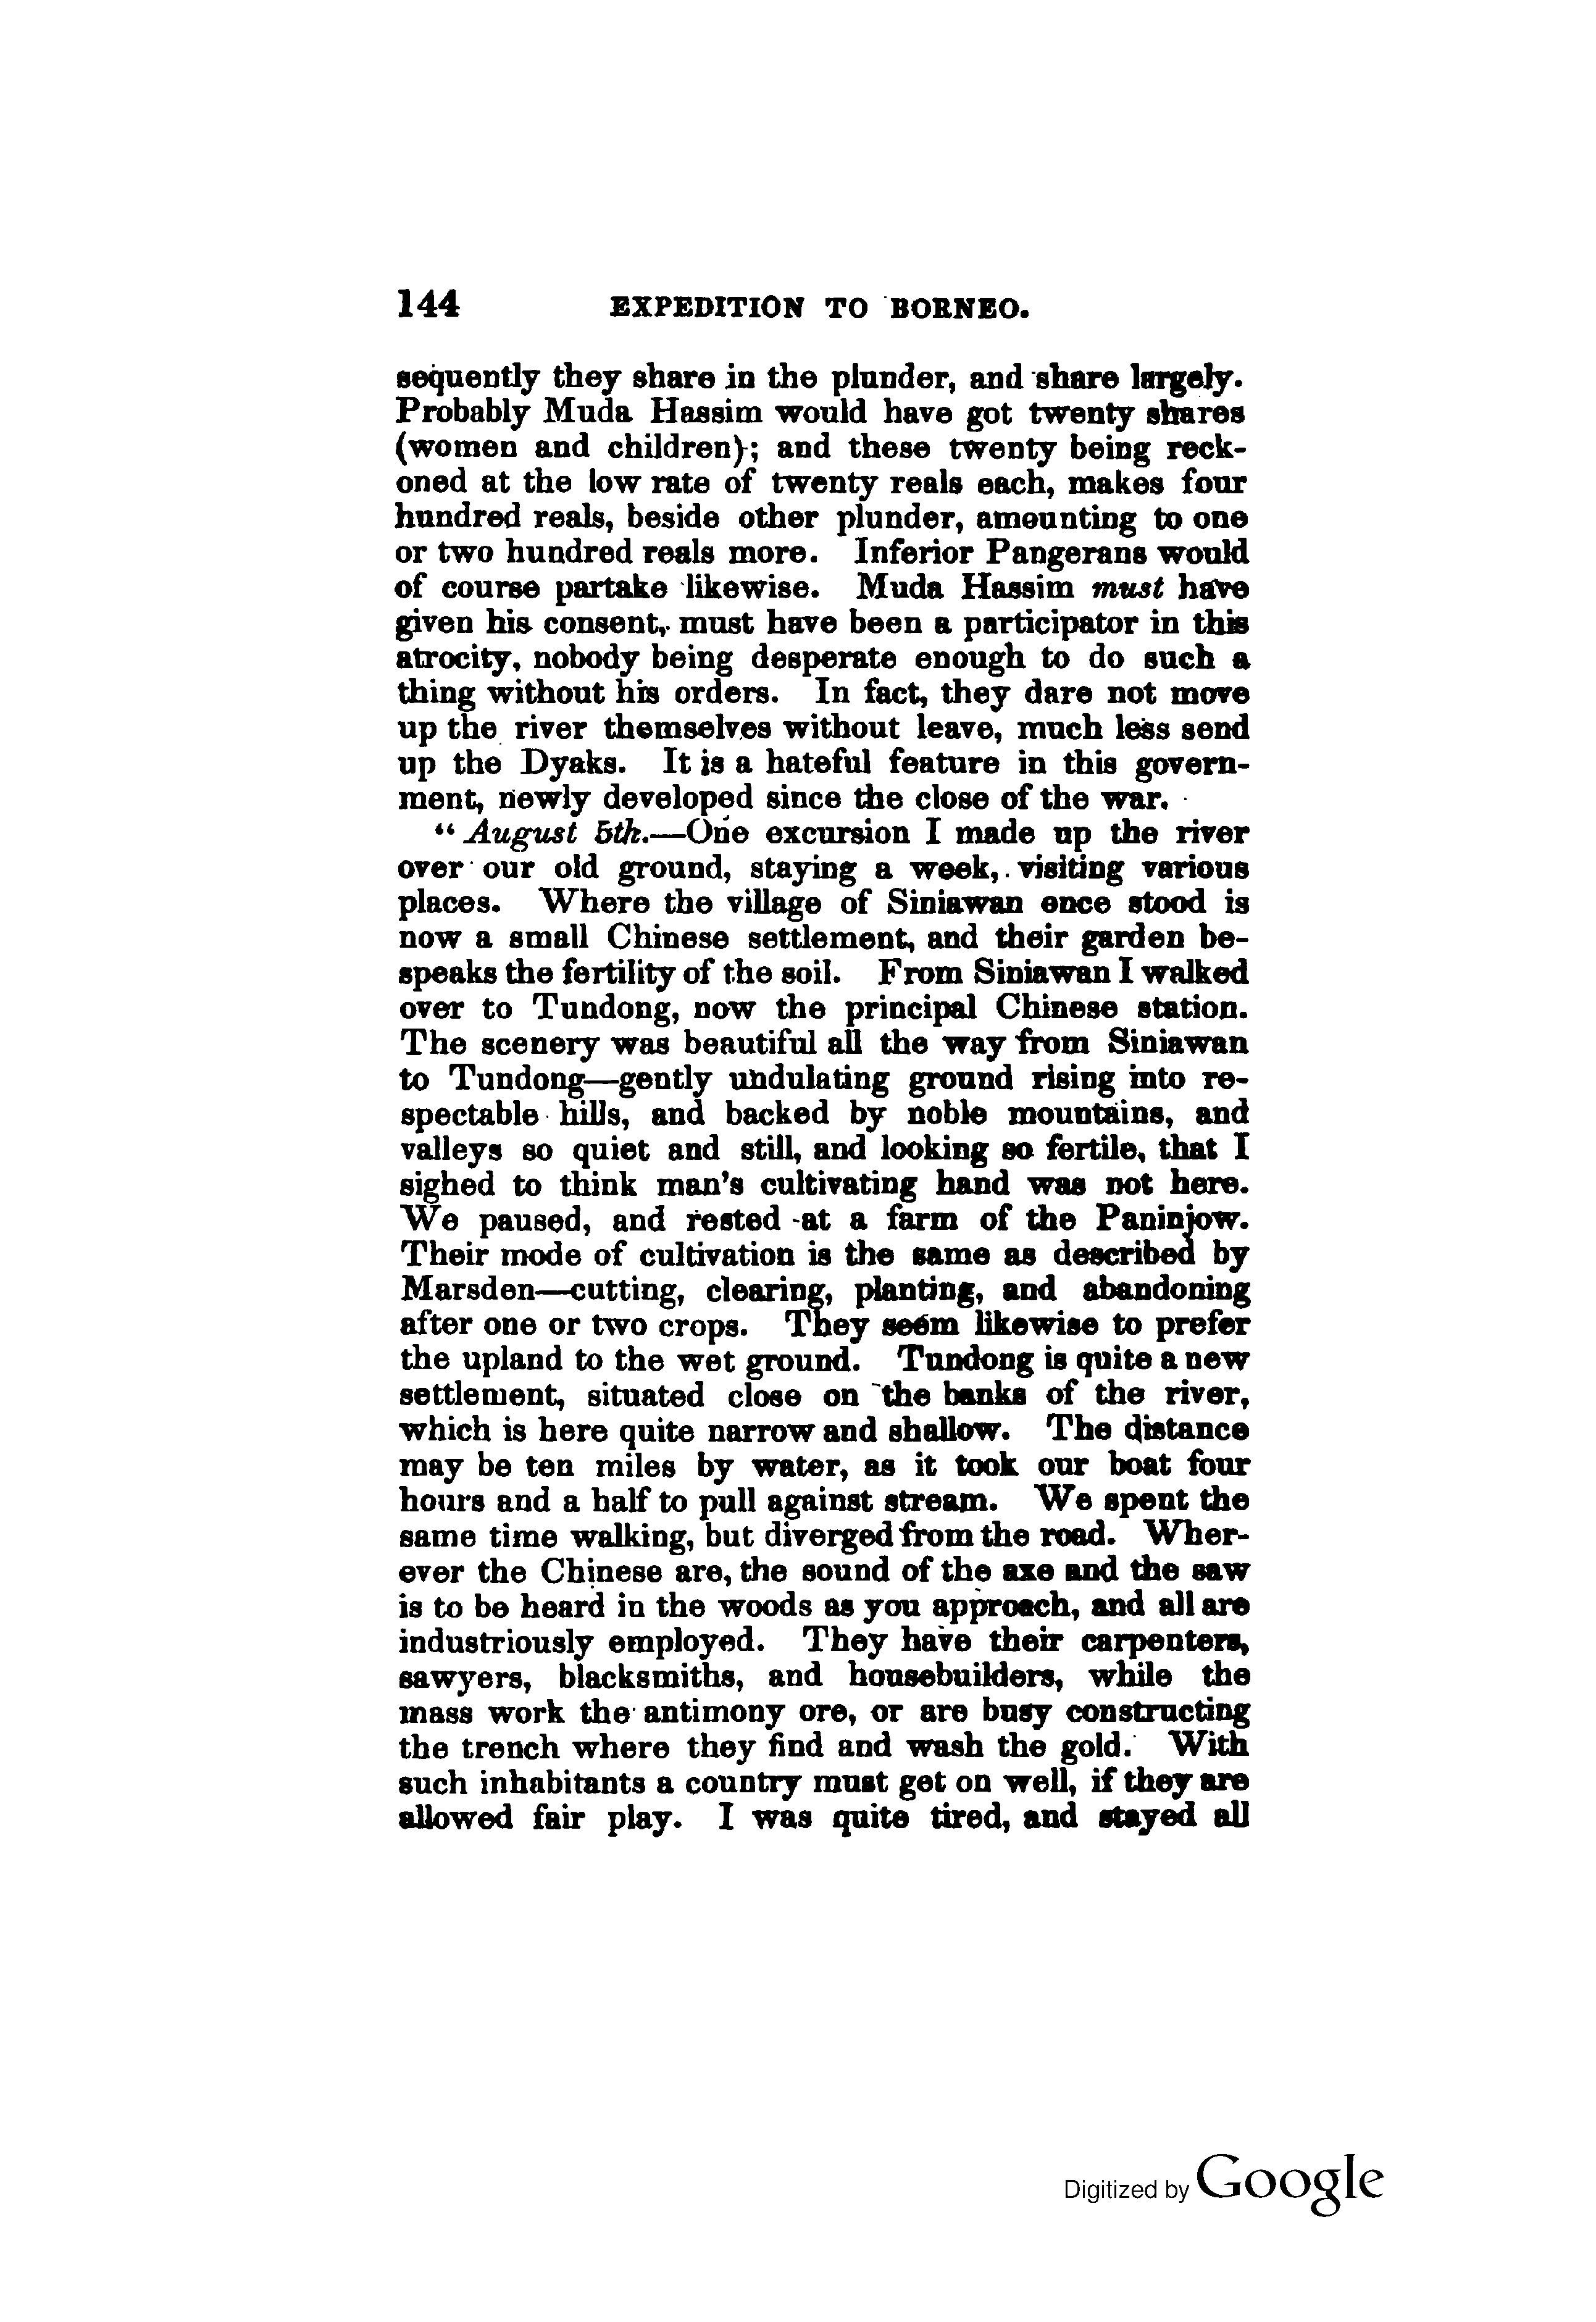 144 EXPEDITION TO BORNEO.
sequently they share in the plunder, and share largely.
Probably Muda Hassim would have got twenty shares
(women and children); and these twenty being reck-
oned at the low rate of twenty reals each, makes four
hundred reals, beside other plunder, amounting to one
or two hundred reals more. Inferior Pangerans would
of course partake likewise. Muda Hassim must have
given his consent, must have been a participator in this
atrocity, nobody being desperate enough to do such a
thing without his orders. In fact, they dare not move
up the river themselves without leave, much less send
up the Dyaks. It is a hateful feature in this govern-
ment, newly developed since the close of the war.
“ August 5th.—One excursion I made up the river
over our old ground, staying a week, visiting various
places. Where the village of Siniawan once stood is
now a small Chinese settlement, and their garden be-
speaks the fertility of the soil. From Siniawan I walked
over to Tundong, now the principal Chinese station.
The scenery was beautiful all the way from Siniawan
to Tundong—gently undulating ground rising into re-
spectable hills, and backed by noble mountains, and
valleys so quiet and still, and looking so fertile, that I
sighed to think man's cultivating hand was not here.
We paused, and rested at a farm of the Paninjow.
Their mode of cultivation is the same as described by
Marsden—cutting, clearing, planting, and abandoning
after one or two crops. They seem likewise to prefer
the upland to the wet ground. Tundong is quite a new
settlement, situated close on the banks of the river,
which is here quite narrow and shallow. The distance
may be ten miles by water, as it took our boat four
hours and a half to pull against stream. We spent the
same time walking, but diverged from the road. Wher-
ever the Chinese are, the sound of the axe and the saw
is to be heard in the woods as you approach, and all are
industriously employed. They have their carpenters,
sawyers, blacksmiths, and housebuilders, while the
mass work the antimony ore, or are busy constructing
the trench where they find and wash the gold. With
such inhabitants a country must get on well, if they are
allowed fair play. I was quite tired, and stayed all
Digitized by Google